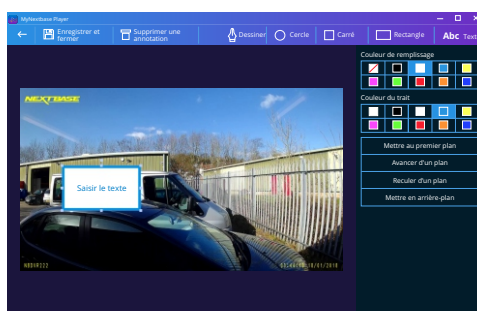 MyNextbase Player
Enregistrer et fermer
Supprimer une annotation
Dessiner
Cercle
Carré
Rectangle
Abc Text
Couleur de remplissage
Couleur du trait
Mettre au premier plan
Avancer d'un plan
Reculer d'un plan
Mettre en arrière-plan
NEXTBASE
Saisir le texte